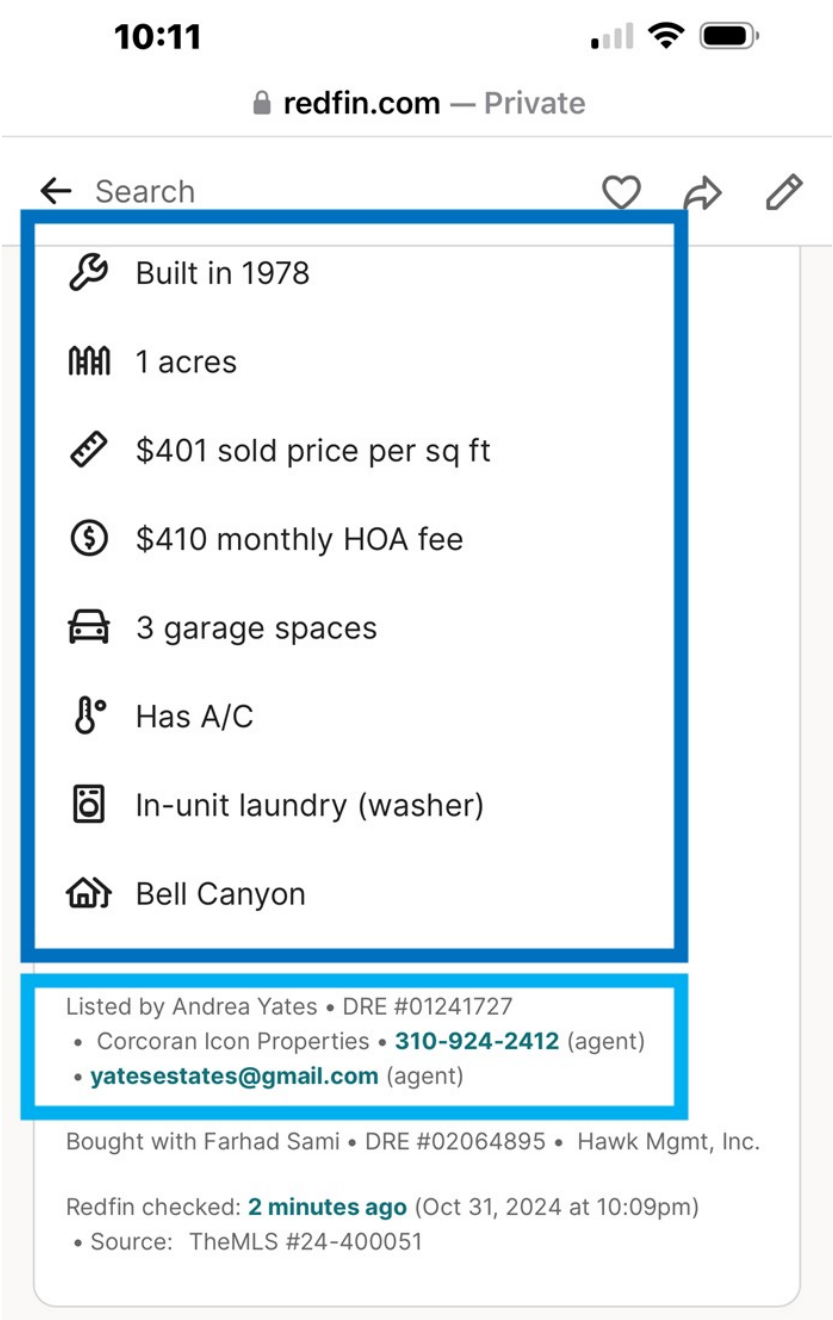 10:11
redfin.com — Private
Search
Built in 1978
1 acres
$401 sold price per sq ft
$410 monthly HOA fee
3 garage spaces
Has A/C
In-unit laundry (washer)
Bell Canyon
Listed by Andrea Yates • DRE #01241727
• Corcoran Icon Properties • 310-924-2412 (agent)
• yatesestates@gmail.com (agent)
Bought with Farhad Sami • DRE #02064895 • Hawk Mgmt, Inc.
Redfin checked: 2 minutes ago (Oct 31, 2024 at 10:09pm)
• Source: TheMLS #24-400051